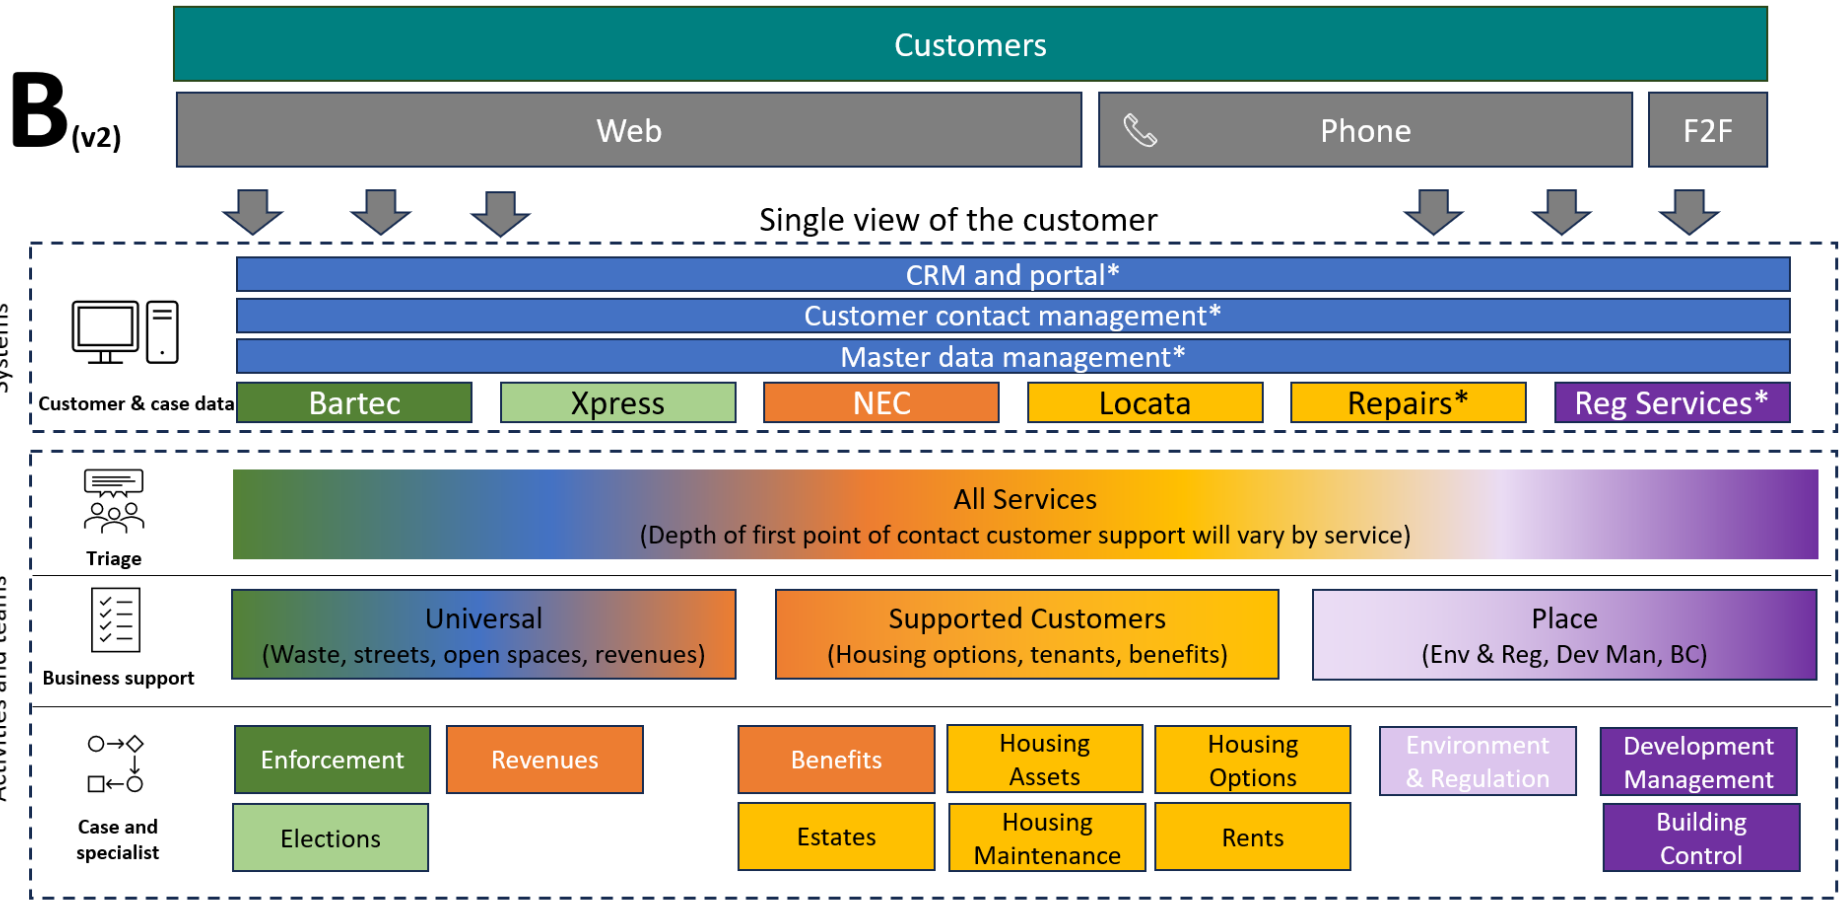 Customers
B(v2)
Web
Phone
F2F
Single view of the customer
Systems
CRM and portal*
Customer contact management*
Master data management*
Customer & case data
Bartec
Xpress
NEC
Locata
Repairs*
Reg Services*
Activities and teams
Triage
All Services
(Depth of first point of contact customer support will vary by service)
Business support
Universal
(Waste, streets, open spaces, revenues)
Supported Customers
(Housing options, tenants, benefits)
Place
(Env & Reg, Dev Man, BC)
Case and
specialist
Enforcement
Revenues
Benefits
Housing
Assets
Housing
Options
Environment
& Regulation
Development
Management
Elections
Estates
Housing
Maintenance
Rents
Building
Control